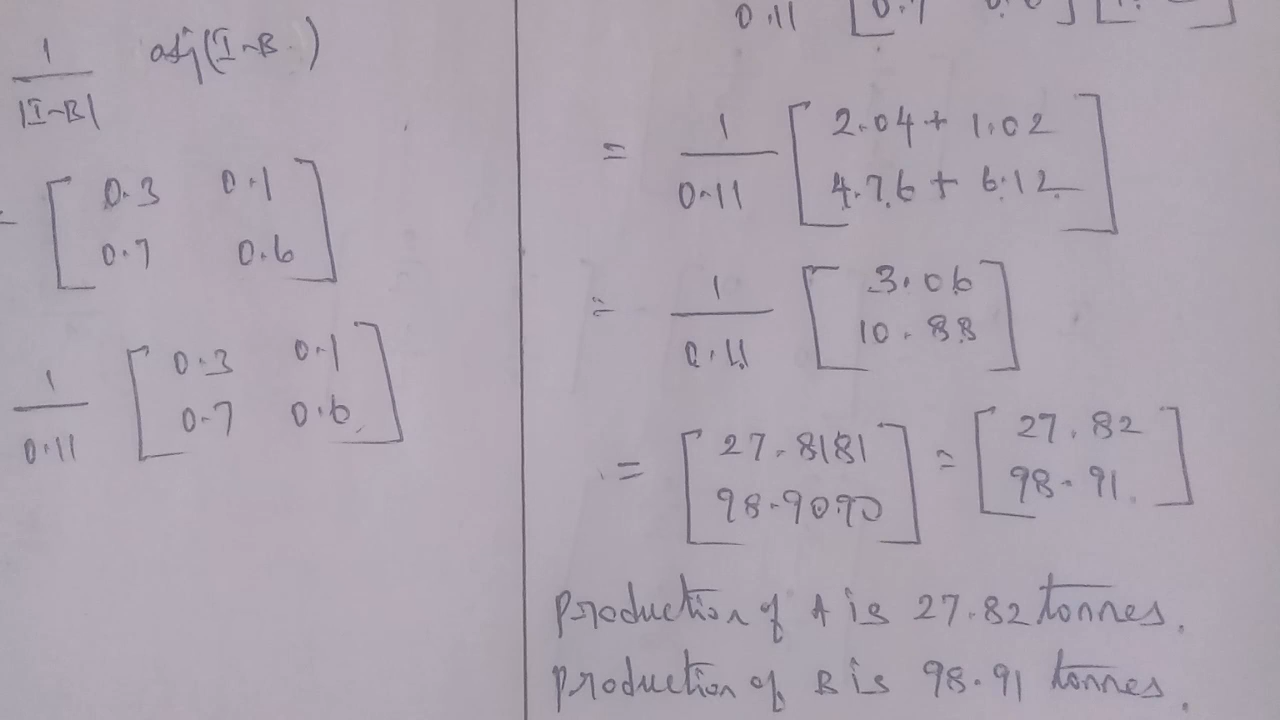 1/|I-B| adj(I-B)
[ 0.3 0.1
0.7 0.6 ]
1/0.11 [ 0.3 0.1
0.7 0.6 ]
0.11 [ 0.7
= 1/0.11 [ 2.04 + 1.02
4.76 + 6.12 ]
= 1/0.11 [ 3.06
10.88 ]
= [ 27.8181
98.9090 ] = [ 27.82
98.91 ]
Production of A is 27.82 tonnes.
Production of B is 98.91 tonnes.